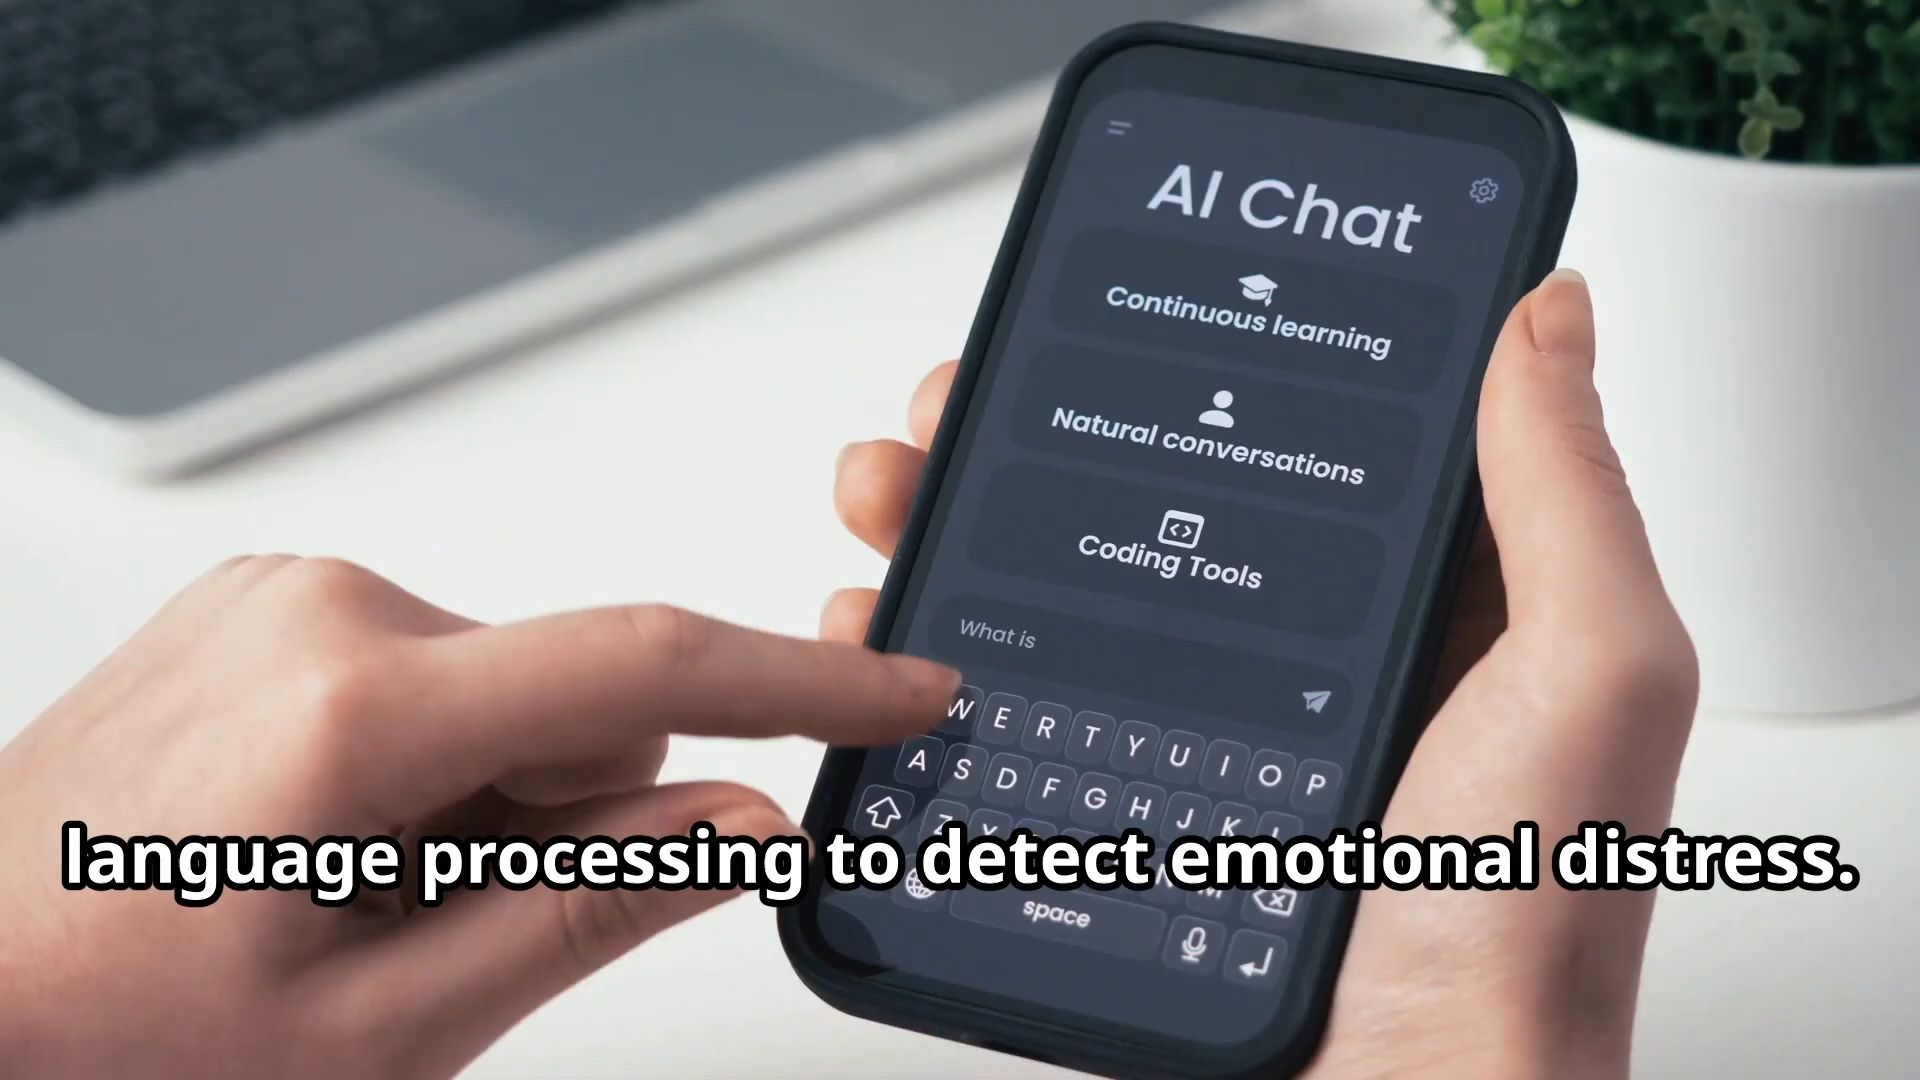 AI Chat
Continuous learning
Natural conversations
Coding Tools
What is
W E R T Y U I O P
A S D F G H J K L
Z X
M
space
language processing to detect emotional distress.